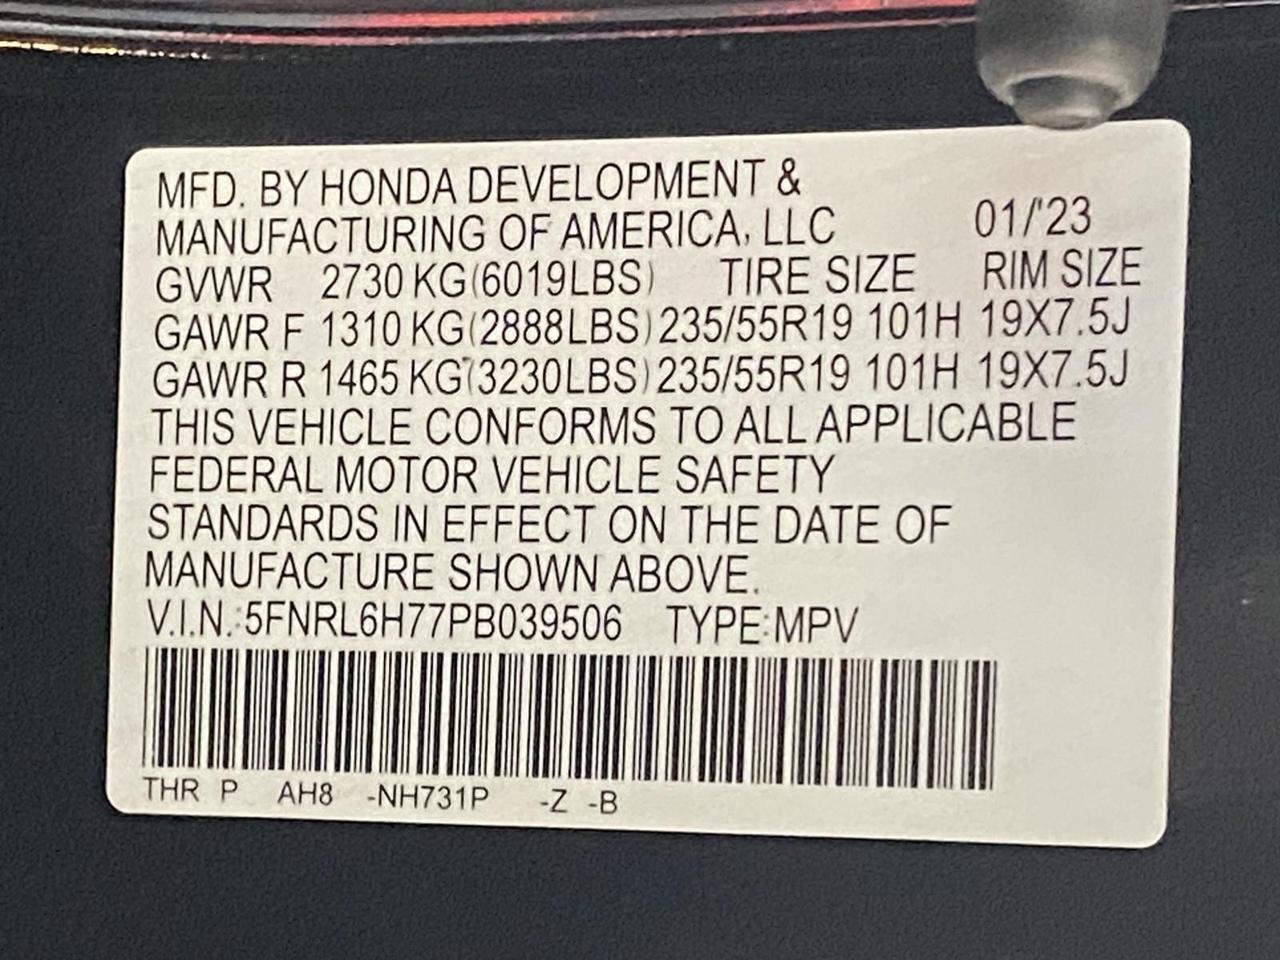 MFD. BY HONDA DEVELOPMENT &
MANUFACTURING OF AMERICA, LLC 01/'23
GVWR 2730 KG(6019LBS) TIRE SIZE RIM SIZE
GAWR F 1310 KG(2888LBS) 235/55R19 101H 19X7.5J
GAWR R 1465 KG(3230LBS) 235/55R19 101H 19X7.5J
THIS VEHICLE CONFORMS TO ALL APPLICABLE
FEDERAL MOTOR VEHICLE SAFETY
STANDARDS IN EFFECT ON THE DATE OF
MANUFACTURE SHOWN ABOVE.
V.I.N.:5FNRL6H77PB039506 TYPE:MPV
THR P AH8 -NH731P -Z -B